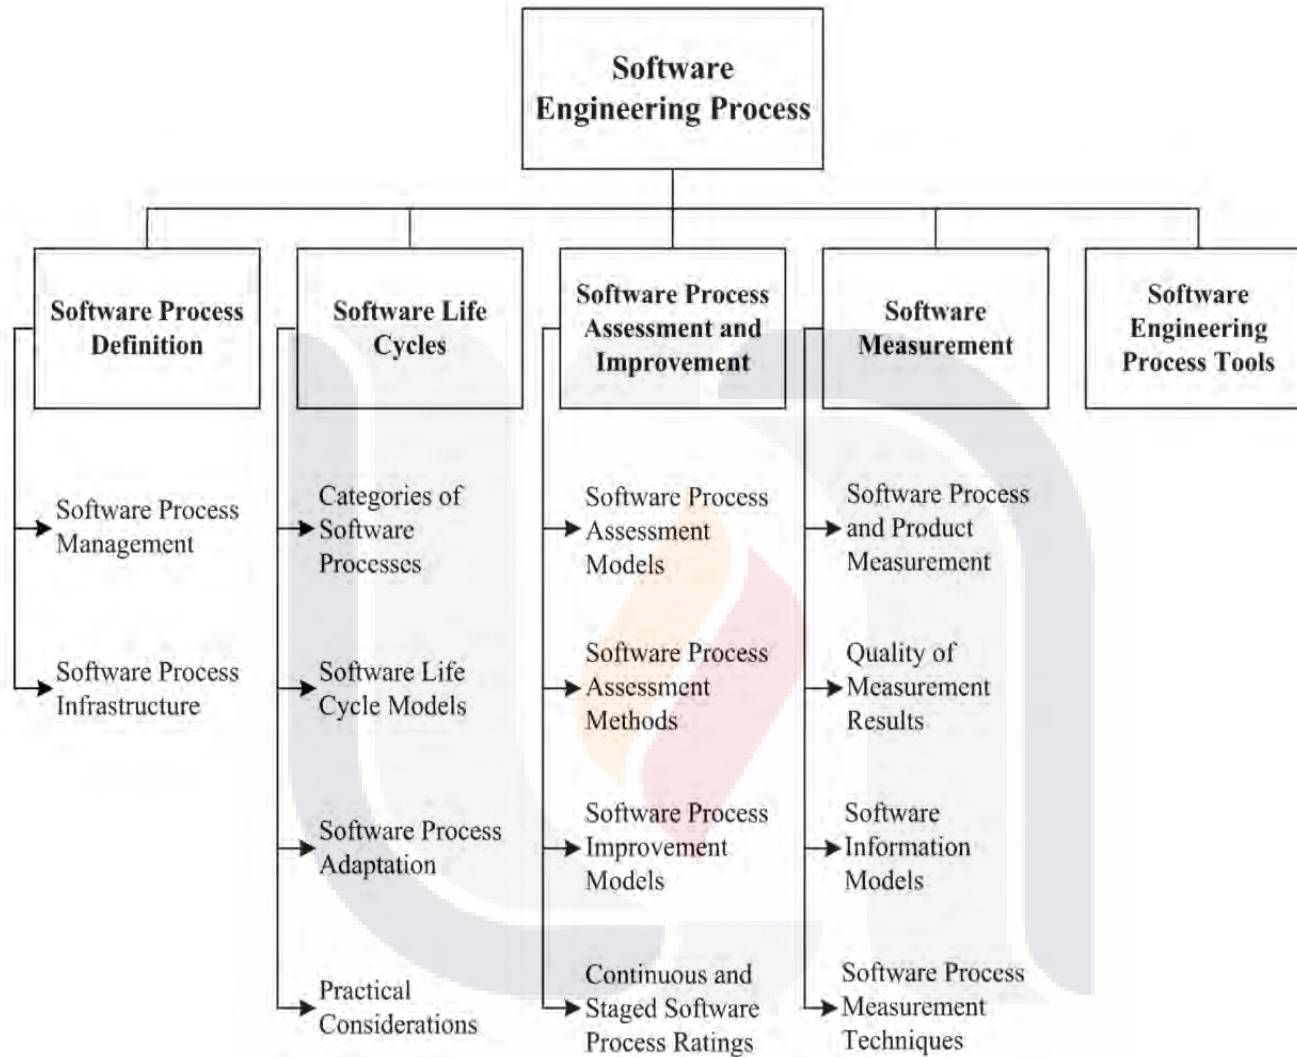 Software
Engineering Process
Software Process
Definition
Software Life
Cycles
Software Process
Assessment and
Improvement
Software
Measurement
Software
Engineering
Process Tools
Software Process
Management
Software Process
Infrastructure
Categories of
Software
Processes
Software Life
Cycle Models
Software Process
Adaptation
Practical
Considerations
Software Process
Assessment
Models
Software Process
Assessment
Methods
Software Process
Improvement
Models
Continuous and
Staged Software
Process Ratings
Software Process
and Product
Measurement
Quality of
Measurement
Results
Software
Information
Models
Software Process
Measurement
Techniques